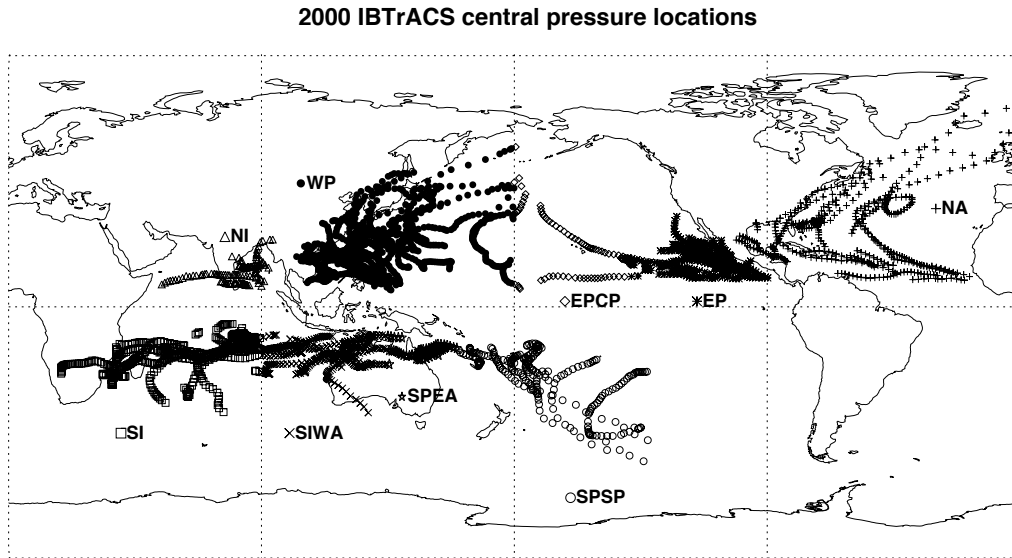 2000 IBTrACS central pressure locations
WP
NA
NI
EPCP
EP
SPEA
SI
SIWA
SPSP